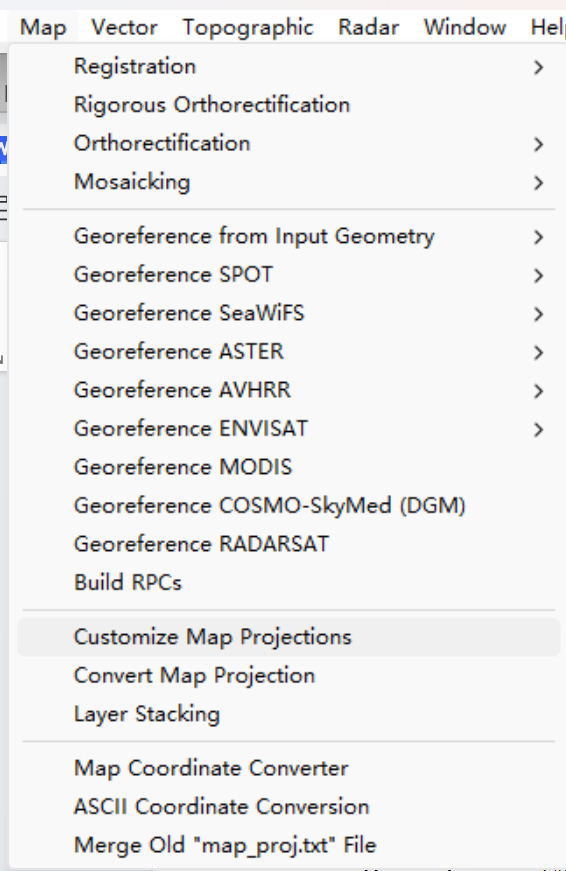 Map Vector Topographic Radar Window Hel
Registration
Rigorous Orthorectification
Orthorectification
Mosaicking
Georeference from Input Geometry
Georeference SPOT
Georeference SeaWiFS
Georeference ASTER
Georeference AVHRR
Georeference ENVISAT
Georeference MODIS
Georeference COSMO-SkyMed (DGM)
Georeference RADARSAT
Build RPCs
Customize Map Projections
Convert Map Projection
Layer Stacking
Map Coordinate Converter
ASCII Coordinate Conversion
Merge Old "map_proj.txt" File